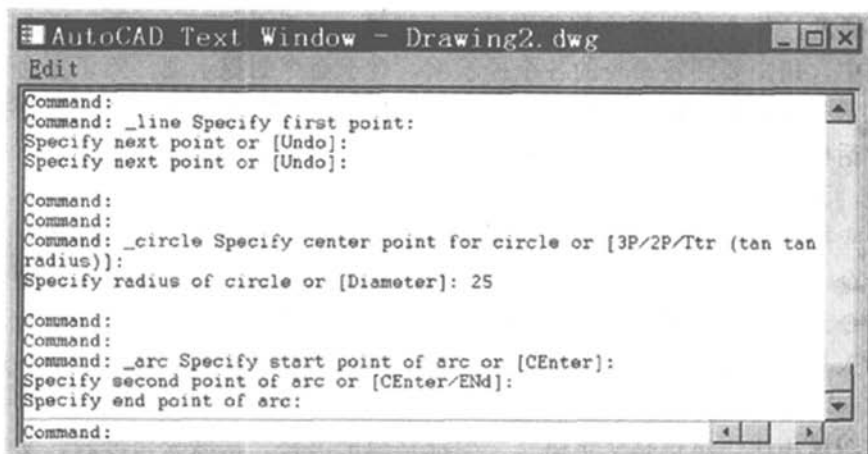 AutoCAD Text Window - Drawing2.dwg
Edit
Command:
Command: _line Specify first point:
Specify next point or [Undo]:
Specify next point or [Undo]:
Command:
Command:
Command: _circle Specify center point for circle or [3P/2P/Ttr (tan tan
radius)]:
Specify radius of circle or [Diameter]: 25
Command:
Command:
Command: _arc Specify start point of arc or [CEnter]:
Specify second point of arc or [CEnter/ENd]:
Specify end point of arc:
Command: